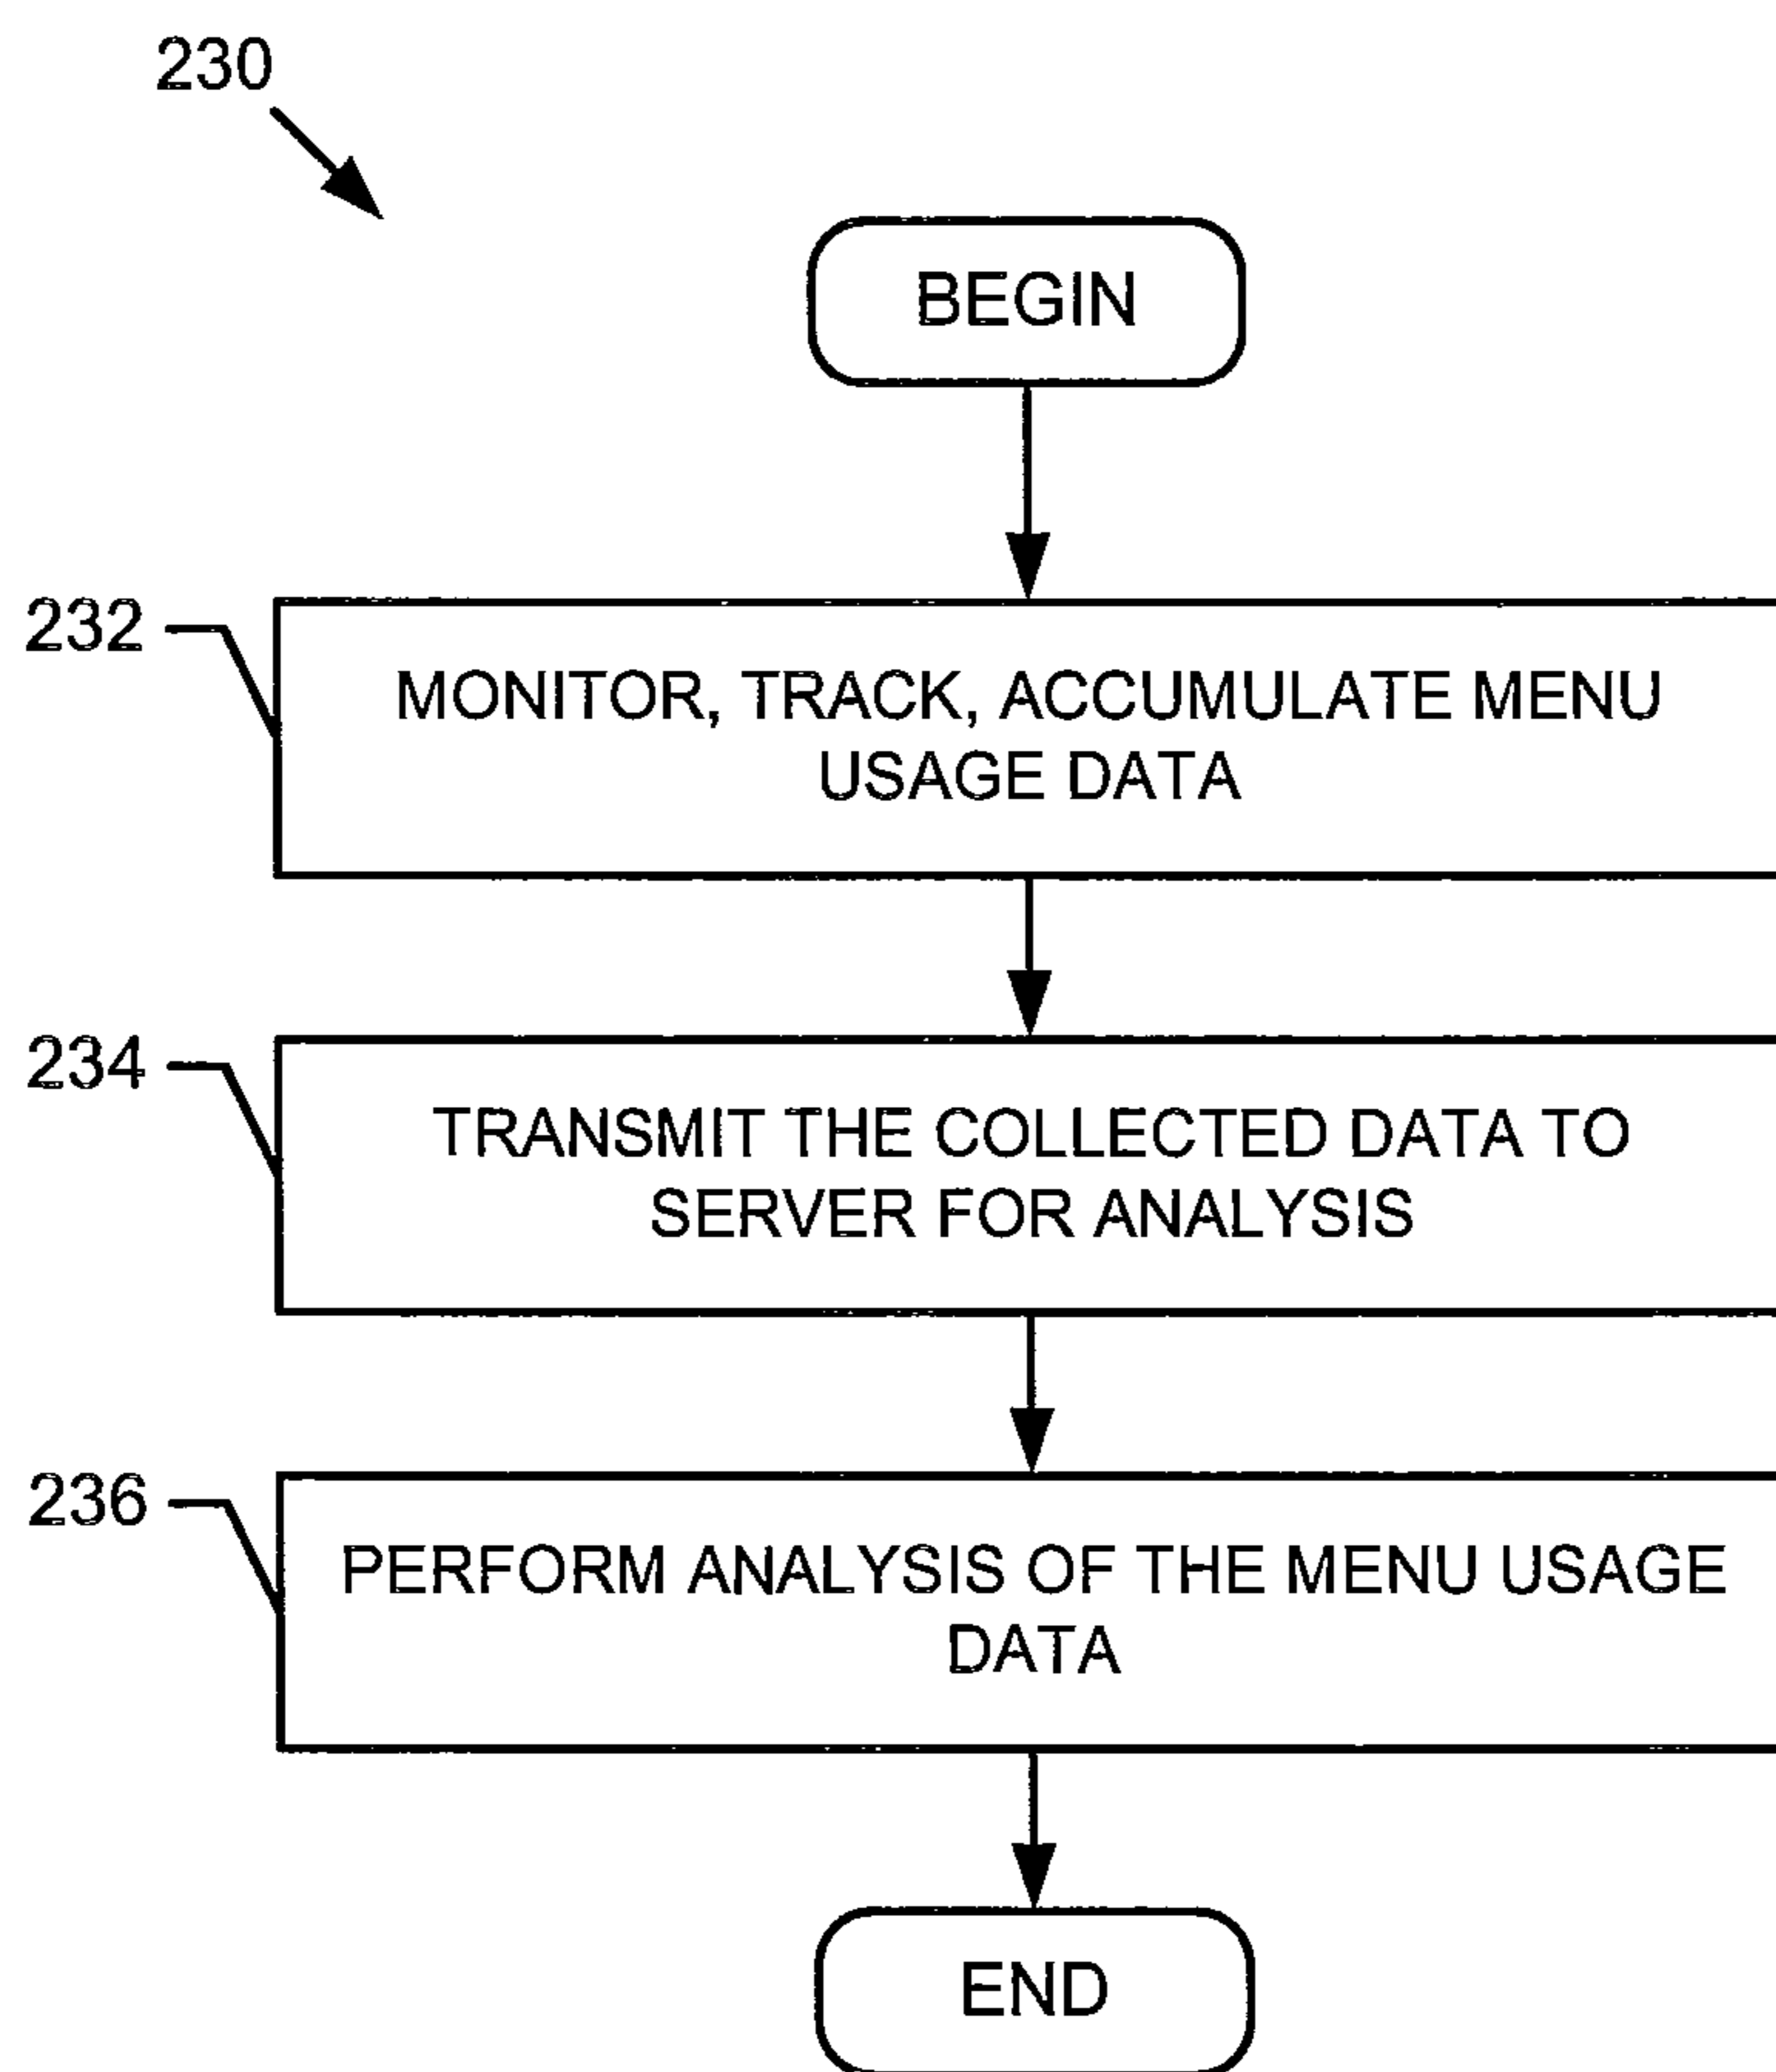 230
BEGIN
232
MONITOR, TRACK, ACCUMULATE MENU
USAGE DATA
234
TRANSMIT THE COLLECTED DATA TO
SERVER FOR ANALYSIS
236
PERFORM ANALYSIS OF THE MENU USAGE
DATA
END